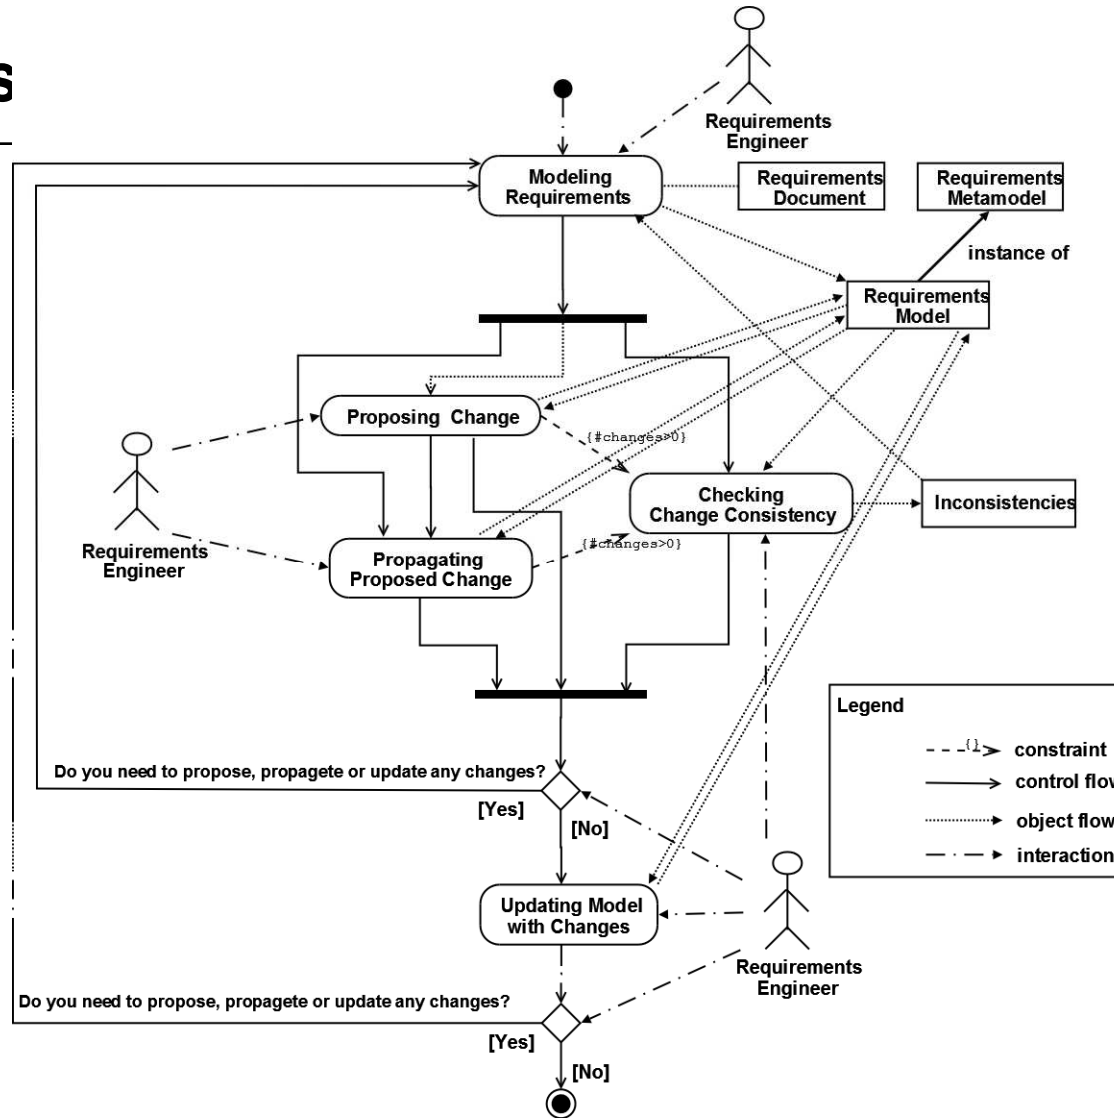 s
Requirements
Engineer
Modeling
Requirements
Requirements
Document
Requirements
Metamodel
instance of
Requirements
Model
Proposing Change
{#changes>0}
Checking
Change Consistency
Inconsistencies
Requirements
Engineer
Propagating
Proposed Change
{#changes>0}
Legend
{}
constraint
control flow
object flow
interaction
Do you need to propose, propagete or update any changes?
[Yes]
[No]
Updating Model
with Changes
Requirements
Engineer
Do you need to propose, propagete or update any changes?
[Yes]
[No]